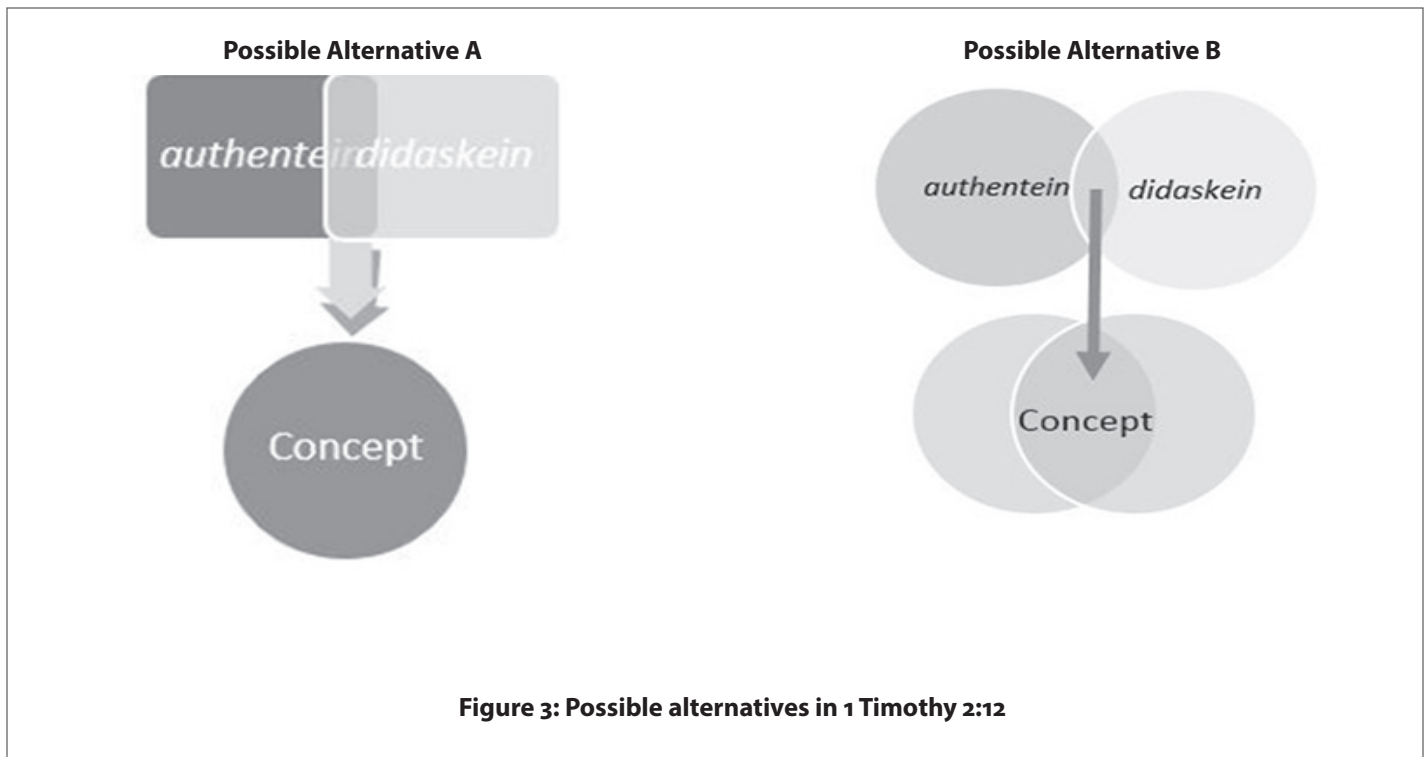 Possible Alternative A
authentein didaskein
Concept
Possible Alternative B
authentein didaskein
Concept
Figure 3: Possible alternatives in 1 Timothy 2:12